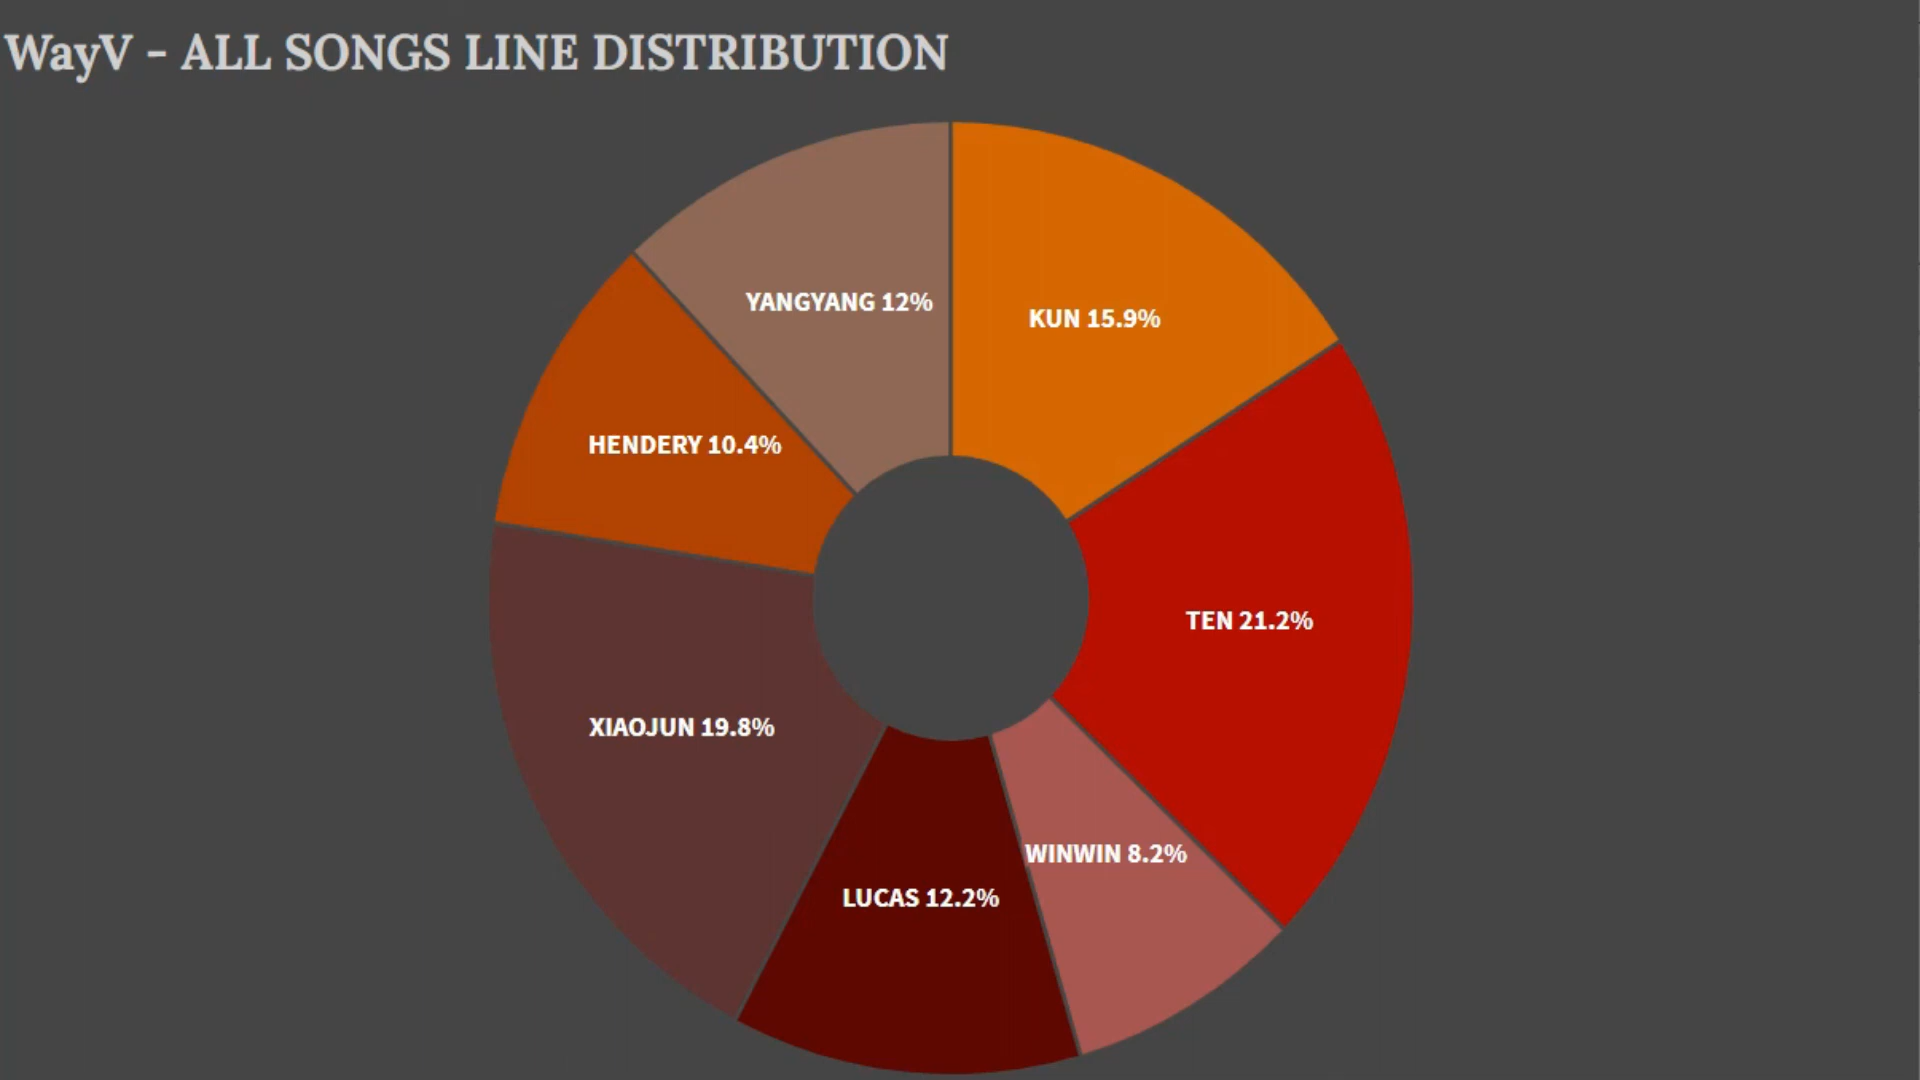 WayV - ALL SONGS LINE DISTRIBUTION
YANGYANG 12%
KUN 15.9%
HENDERY 10.4%
TEN 21.2%
XIAOJUN 19.8%
WINWIN 8.2%
LUCAS 12.2%